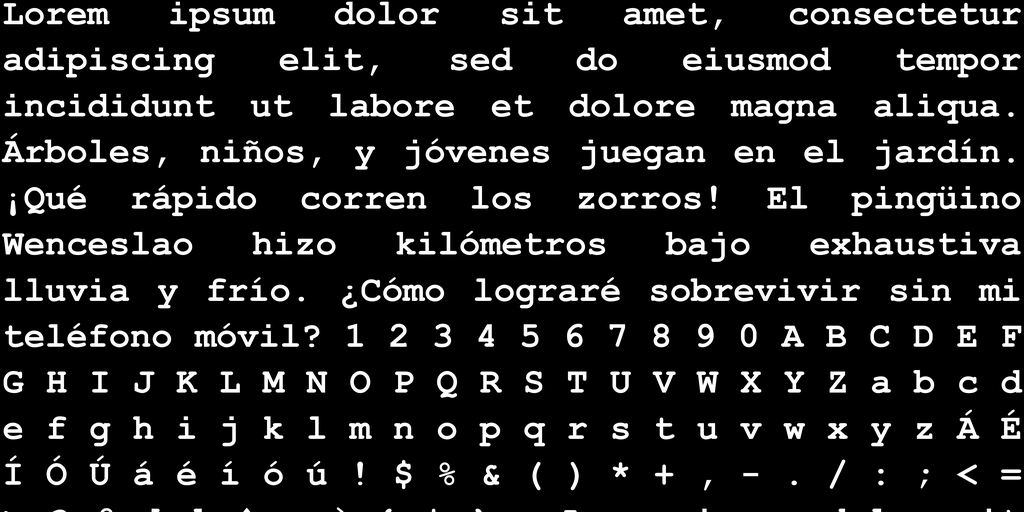 Lorem ipsum dolor sit amet, consectetur
adipiscing elit, sed do eiusmod tempor
incididunt ut labore et dolore magna aliqua.
Árboles, niños, y jóvenes juegan en el jardín.
¡Qué rápido corren los zorros! El pingüino
Wenceslao hizo kilómetros bajo exhaustiva
lluvia y frío. ¿Cómo lograré sobrevivir sin mi
teléfono móvil? 1 2 3 4 5 6 7 8 9 0 A B C D E F
G H I J K L M N O P Q R S T U V W X Y Z a b c d
e f g h i j k l m n o p q r s t u v w x y z Á É
Í Ó Ú á é í ó ú ! $ % & ( ) * + , - . / : ; < =